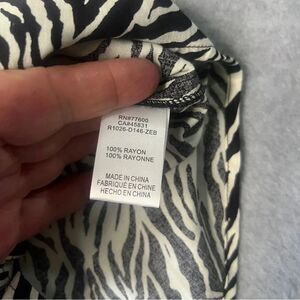 RN#77600
CA#45831
R1026-D146-ZEB
100% RAYON
100% RAYONNE
MADE IN CHINA
FABRIQUÉ EN CHINE
HECHO EN CHINA